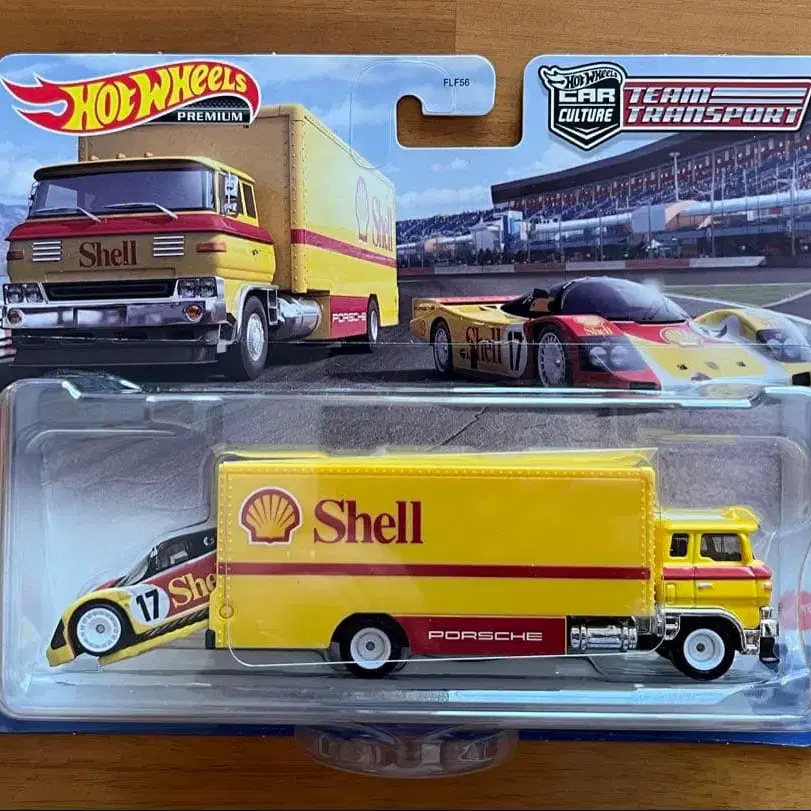 HOT WHEELS
PREMIUM
FLF56
HOT WHEELS
CAR
CULTURE
TEAM
TRANSPORT
Shell
Shell
PORSCHE
Shell
17
Shell
Shell
17
She
PORSCHE